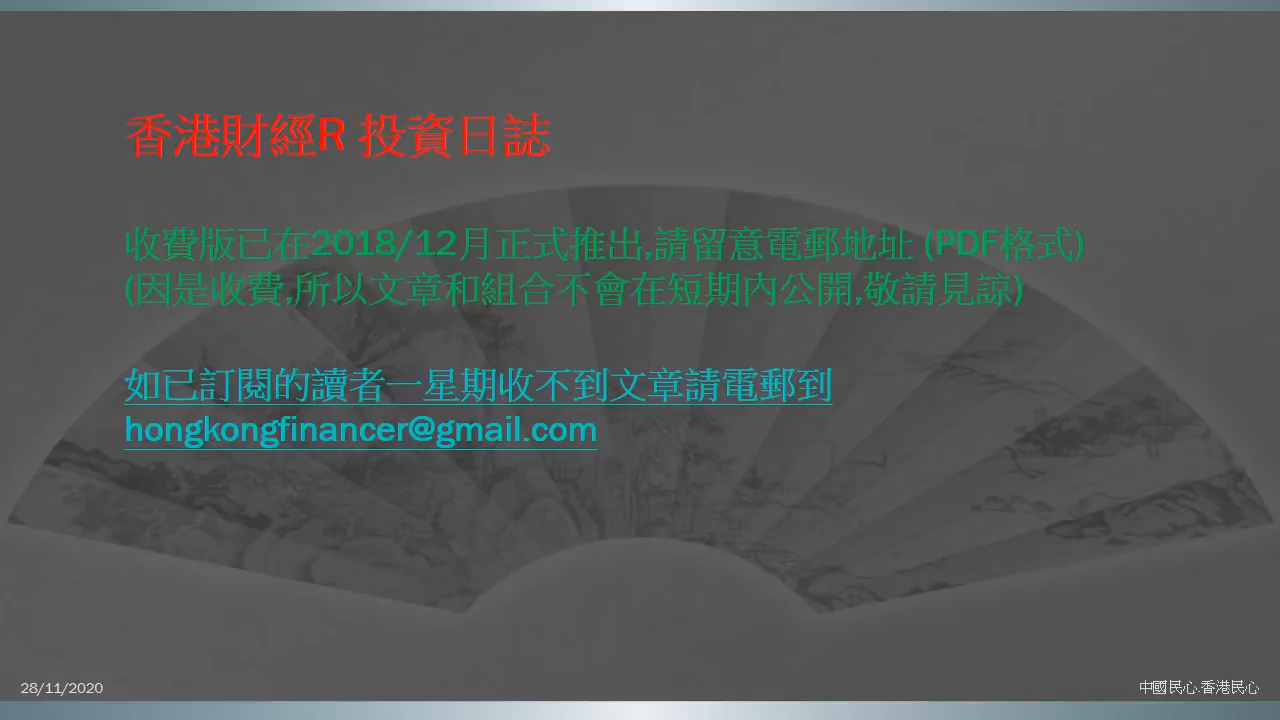 香港財經R 投資日誌
收費版已在2018/12月正式推出,請留意電郵地址 (PDF格式)
(因是收費,所以文章和組合不會在短期內公開,敬請見諒)
如已訂閱的讀者一星期收不到文章請電郵到
hongkongfinancer@gmail.com
28/11/2020
中國民心.香港民心